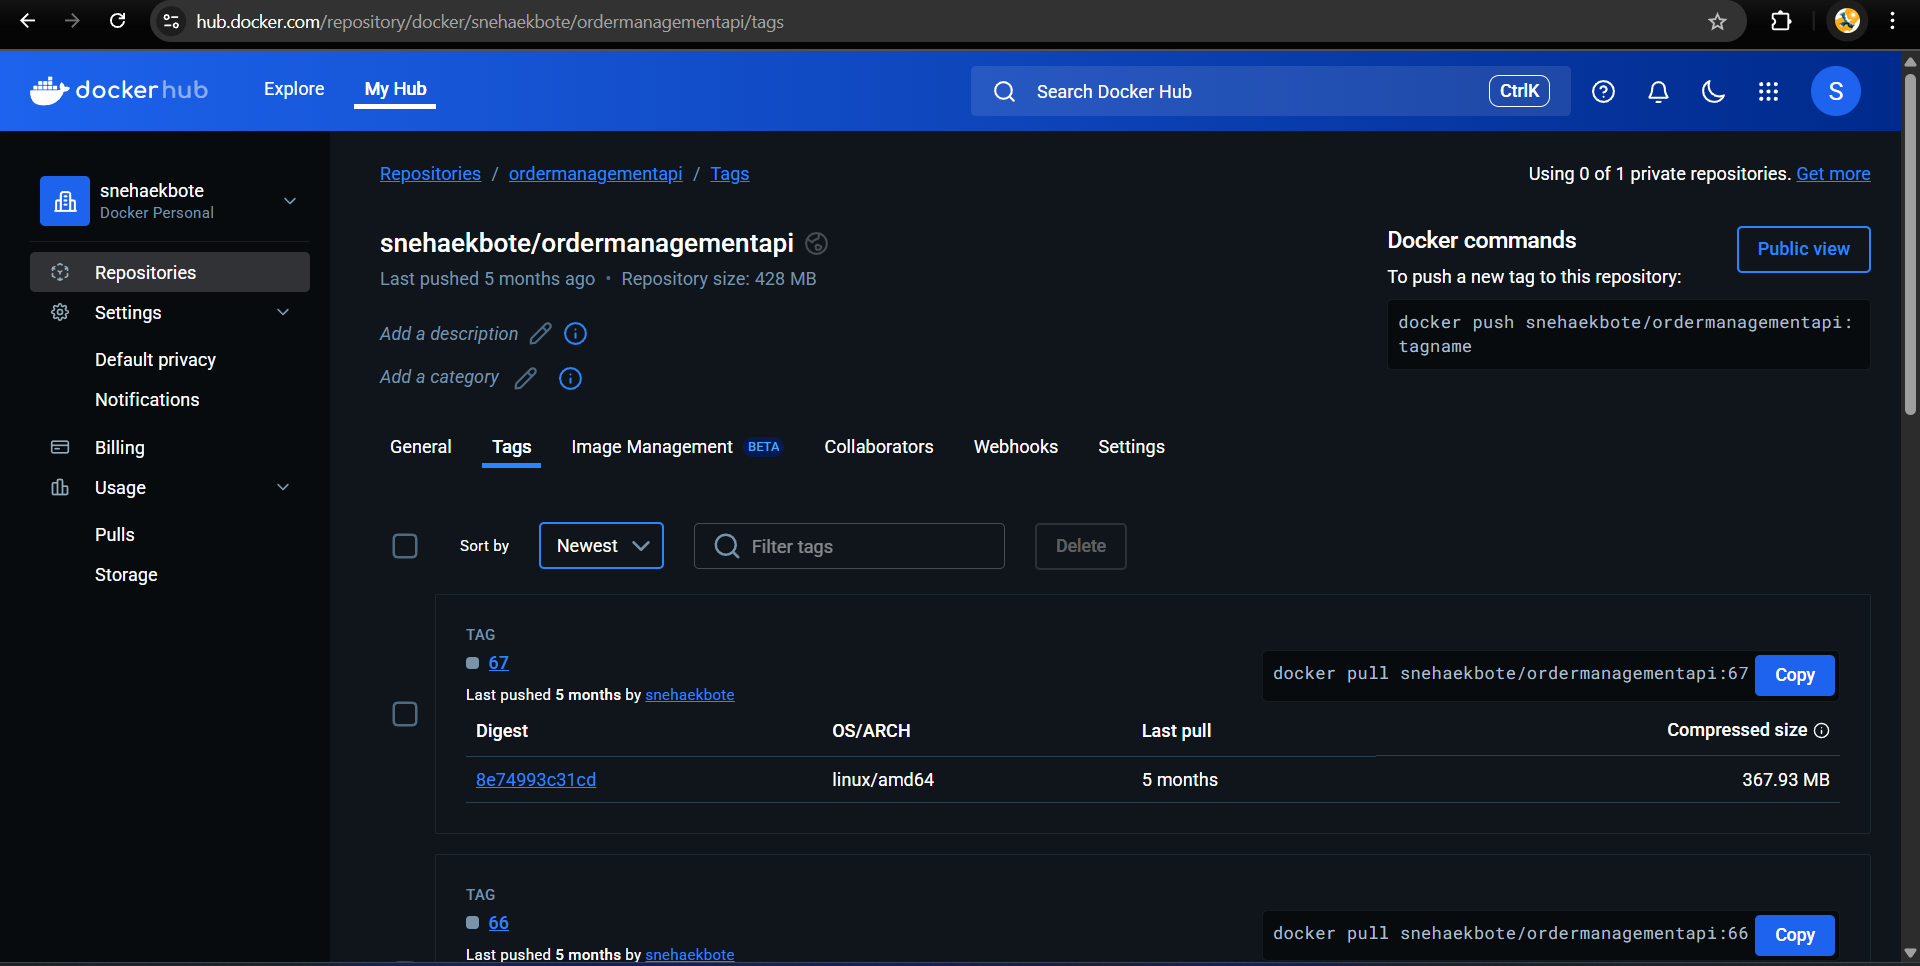 hub.docker.com/repository/docker/snehaekbote/ordermanagementapi/tags
dockerhub
Explore
My Hub
Search Docker Hub
CtrlK
S
snehaekbote
Docker Personal
Repositories
Settings
Default privacy
Notifications
Billing
Usage
Pulls
Storage
Repositories / ordermanagementapi / Tags
Using 0 of 1 private repositories. Get more
snehaekbote/ordermanagementapi
Last pushed 5 months ago • Repository size: 428 MB
Add a description
Add a category
Docker commands
Public view
To push a new tag to this repository:
docker push snehaekbote/ordermanagementapi:
tagname
General Tags Image Management BETA Collaborators Webhooks Settings
Sort by Newest Filter tags Delete
TAG
67
Last pushed 5 months by snehaekbote
docker pull snehaekbote/ordermanagementapi:67 Copy
Digest OS/ARCH Last pull Compressed size
8e74993c31cd linux/amd64 5 months 367.93 MB
TAG
66
Last pushed 5 months by snehaekbote
docker pull snehaekbote/ordermanagementapi:66 Copy